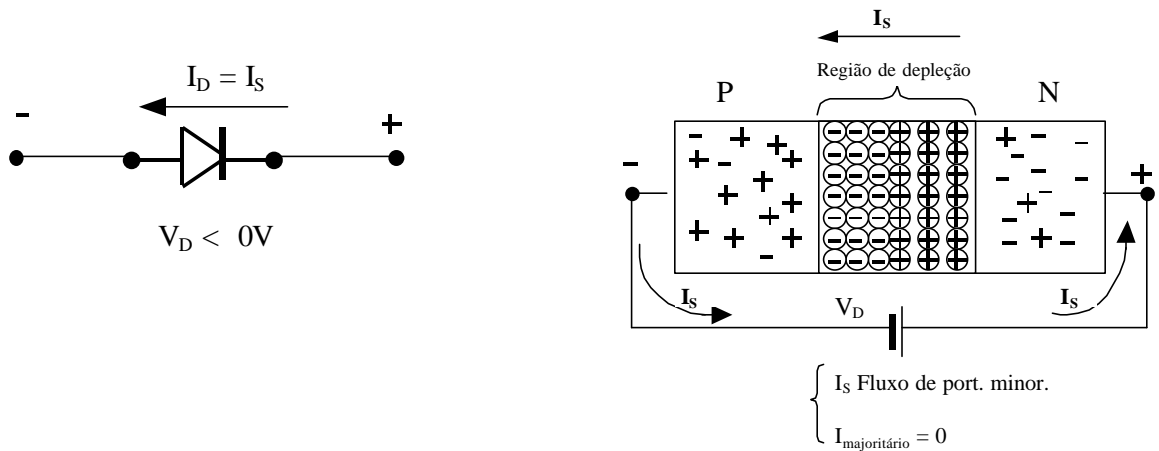 I_D = I_S
-
+
V_D < 0V
I_S
Região de depleção
P
N
-
+
I_S
V_D
I_S
I_S Fluxo de port. minor.
I_majoritário = 0